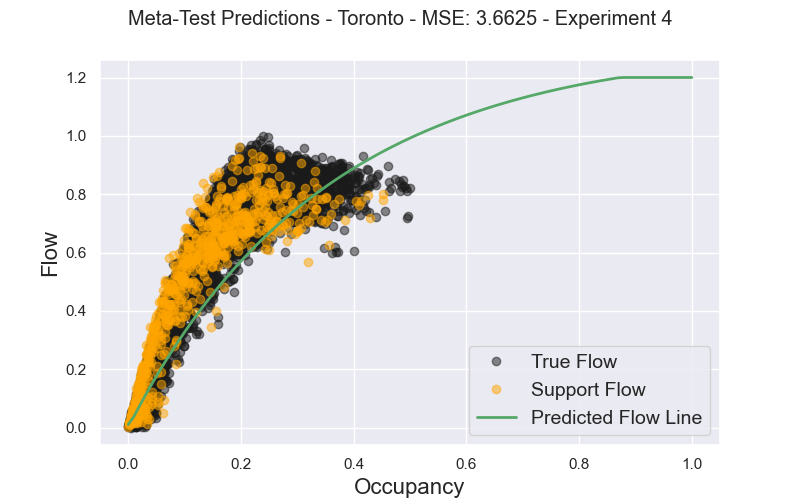 Meta-Test Predictions - Toronto - MSE: 3.6625 - Experiment 4
1.2
1.0
0.8
0.6
0.4
0.2
0.0
Flow
True Flow
Support Flow
Predicted Flow Line
0.0 0.2 0.4 0.6 0.8 1.0
Occupancy